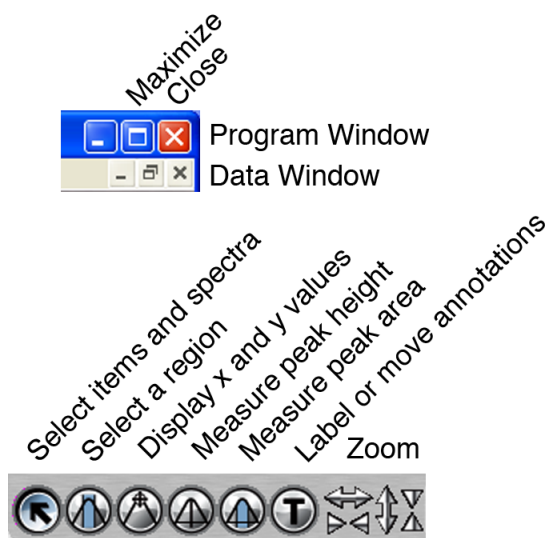 Maximize
Close
Program Window
Data Window
Select items and spectra
Select a region
Display x and y values
Measure peak height
Measure peak area
Label or move annotations
Zoom
T